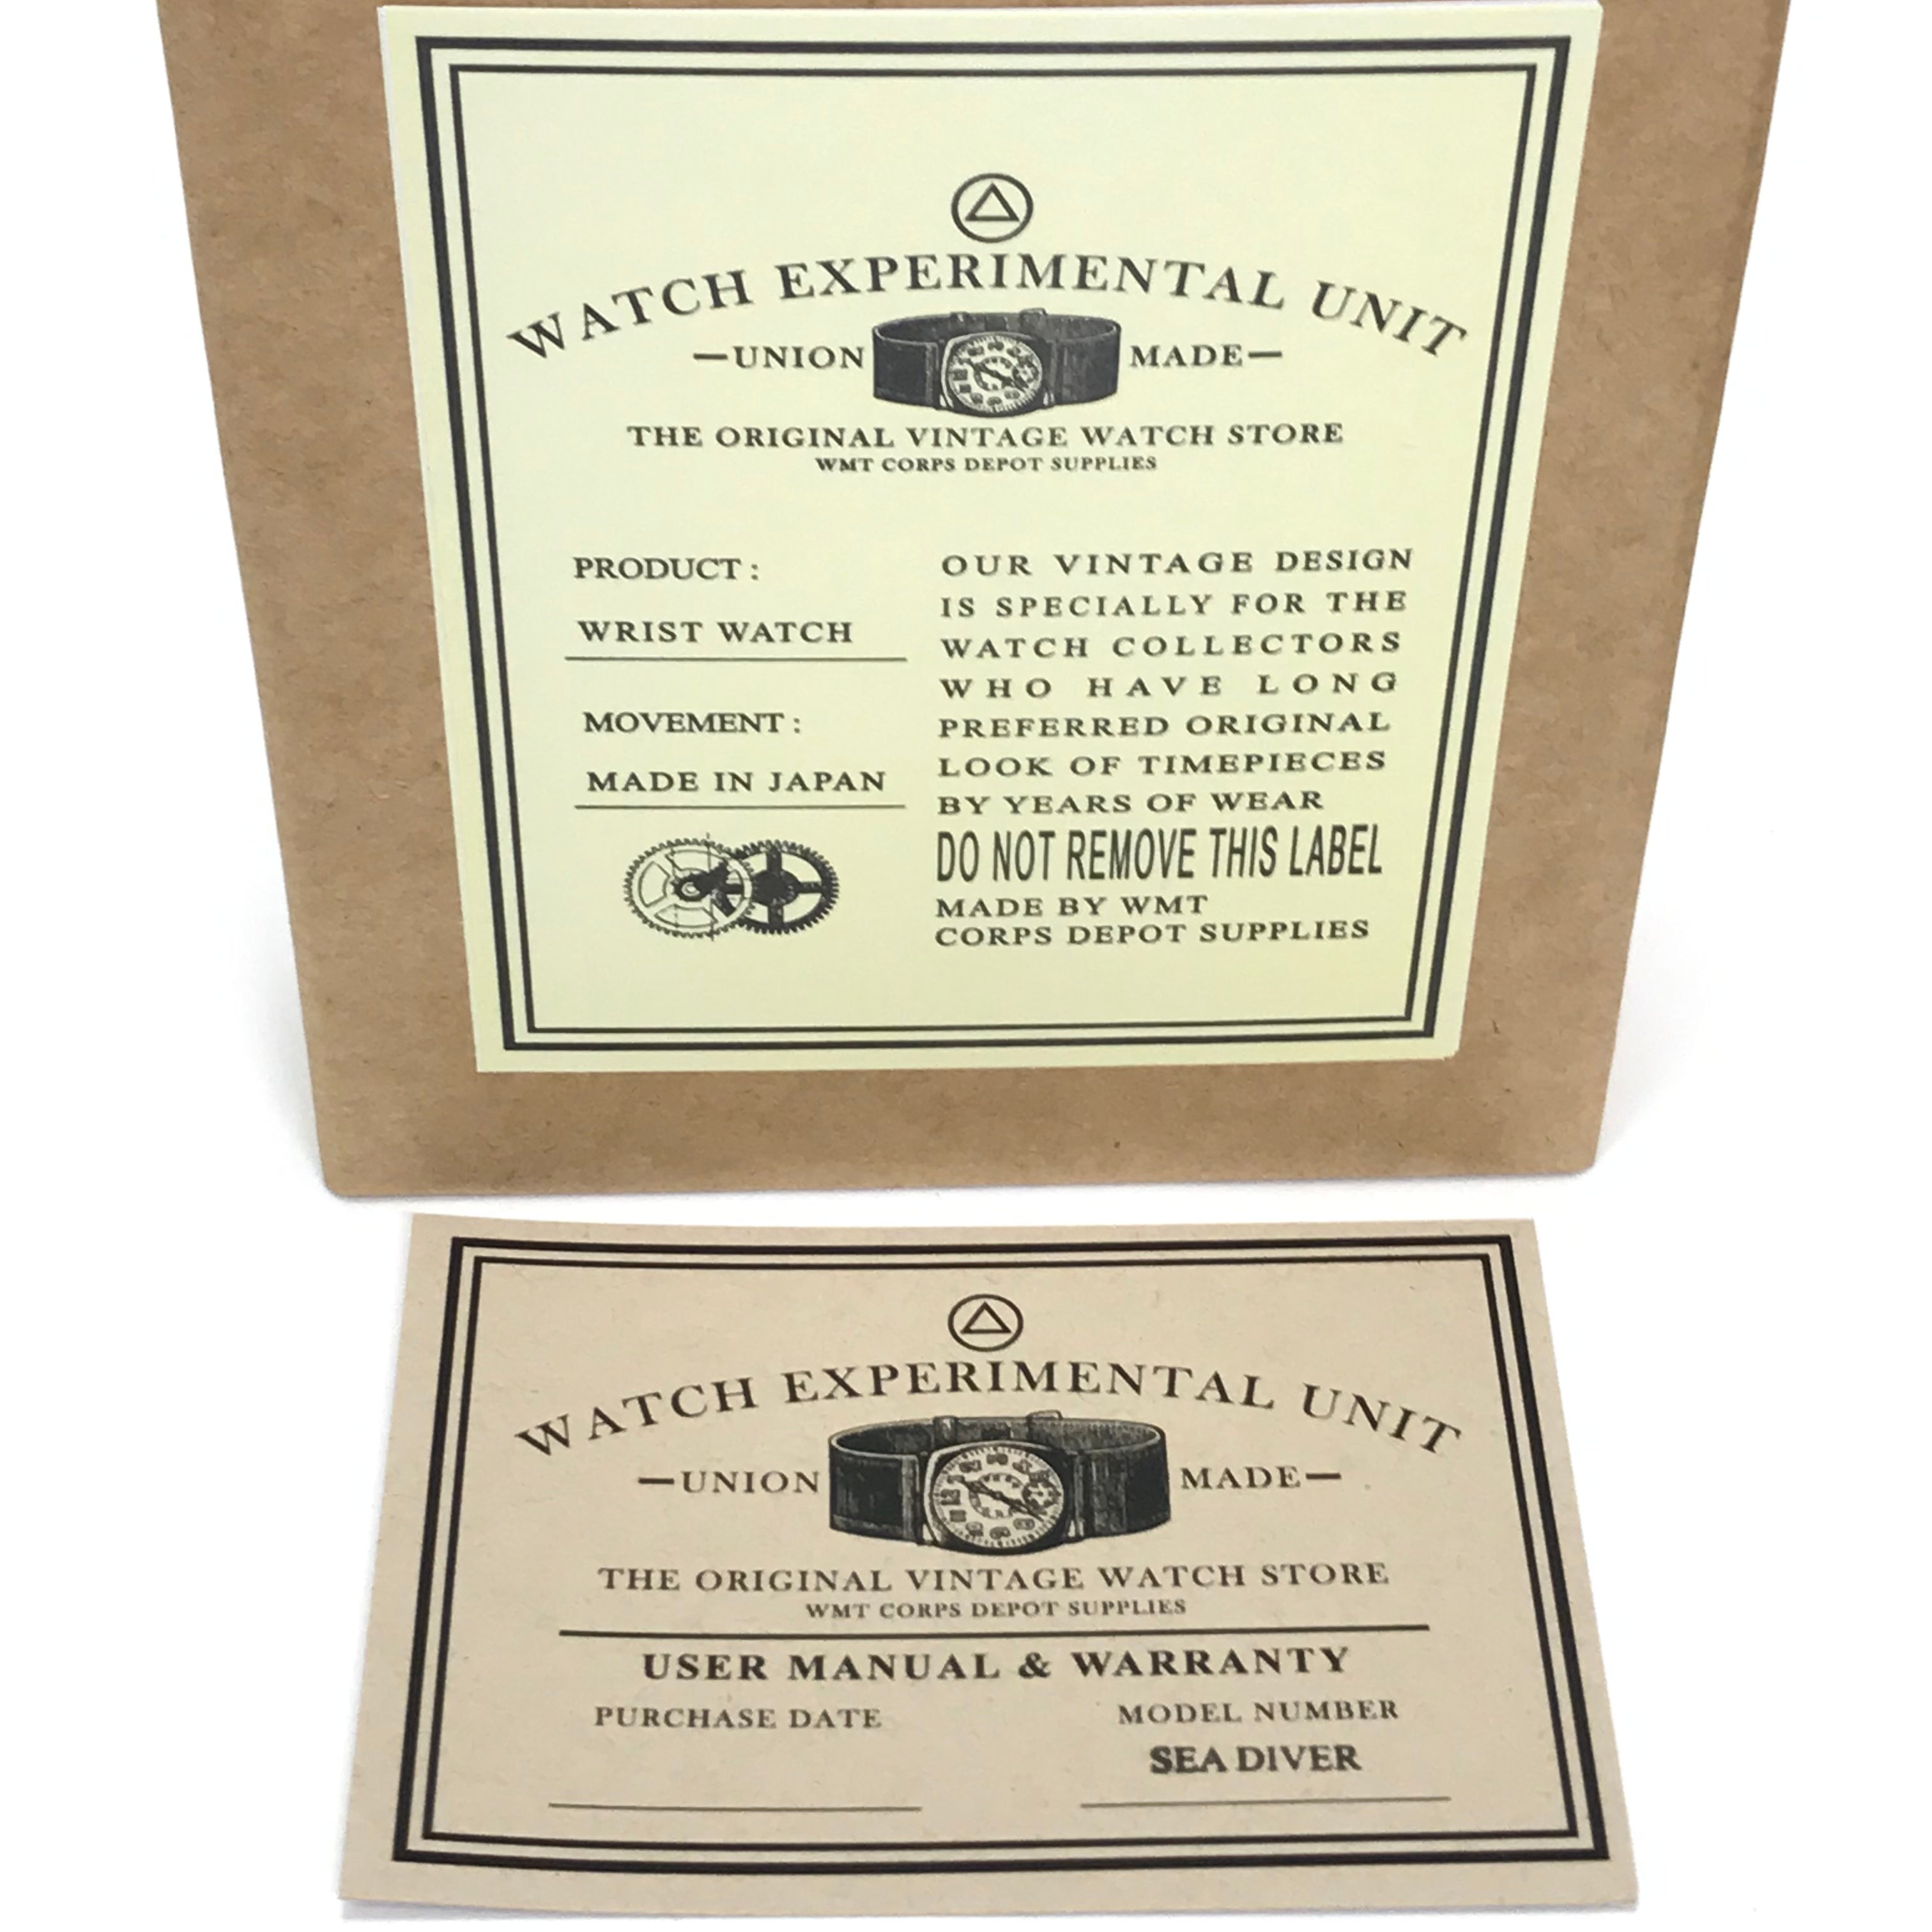 WATCH EXPERIMENTAL UNIT
—UNION MADE—
THE ORIGINAL VINTAGE WATCH STORE
WMT CORPS DEPOT SUPPLIES
PRODUCT :
WRIST WATCH
MOVEMENT :
MADE IN JAPAN
OUR VINTAGE DESIGN
IS SPECIALLY FOR THE
WATCH COLLECTORS
WHO HAVE LONG
PREFERRED ORIGINAL
LOOK OF TIMEPIECES
BY YEARS OF WEAR
DO NOT REMOVE THIS LABEL
MADE BY WMT
CORPS DEPOT SUPPLIES
WATCH EXPERIMENTAL UNIT
—UNION MADE—
THE ORIGINAL VINTAGE WATCH STORE
WMT CORPS DEPOT SUPPLIES
USER MANUAL & WARRANTY
PURCHASE DATE
MODEL NUMBER
SEA DIVER